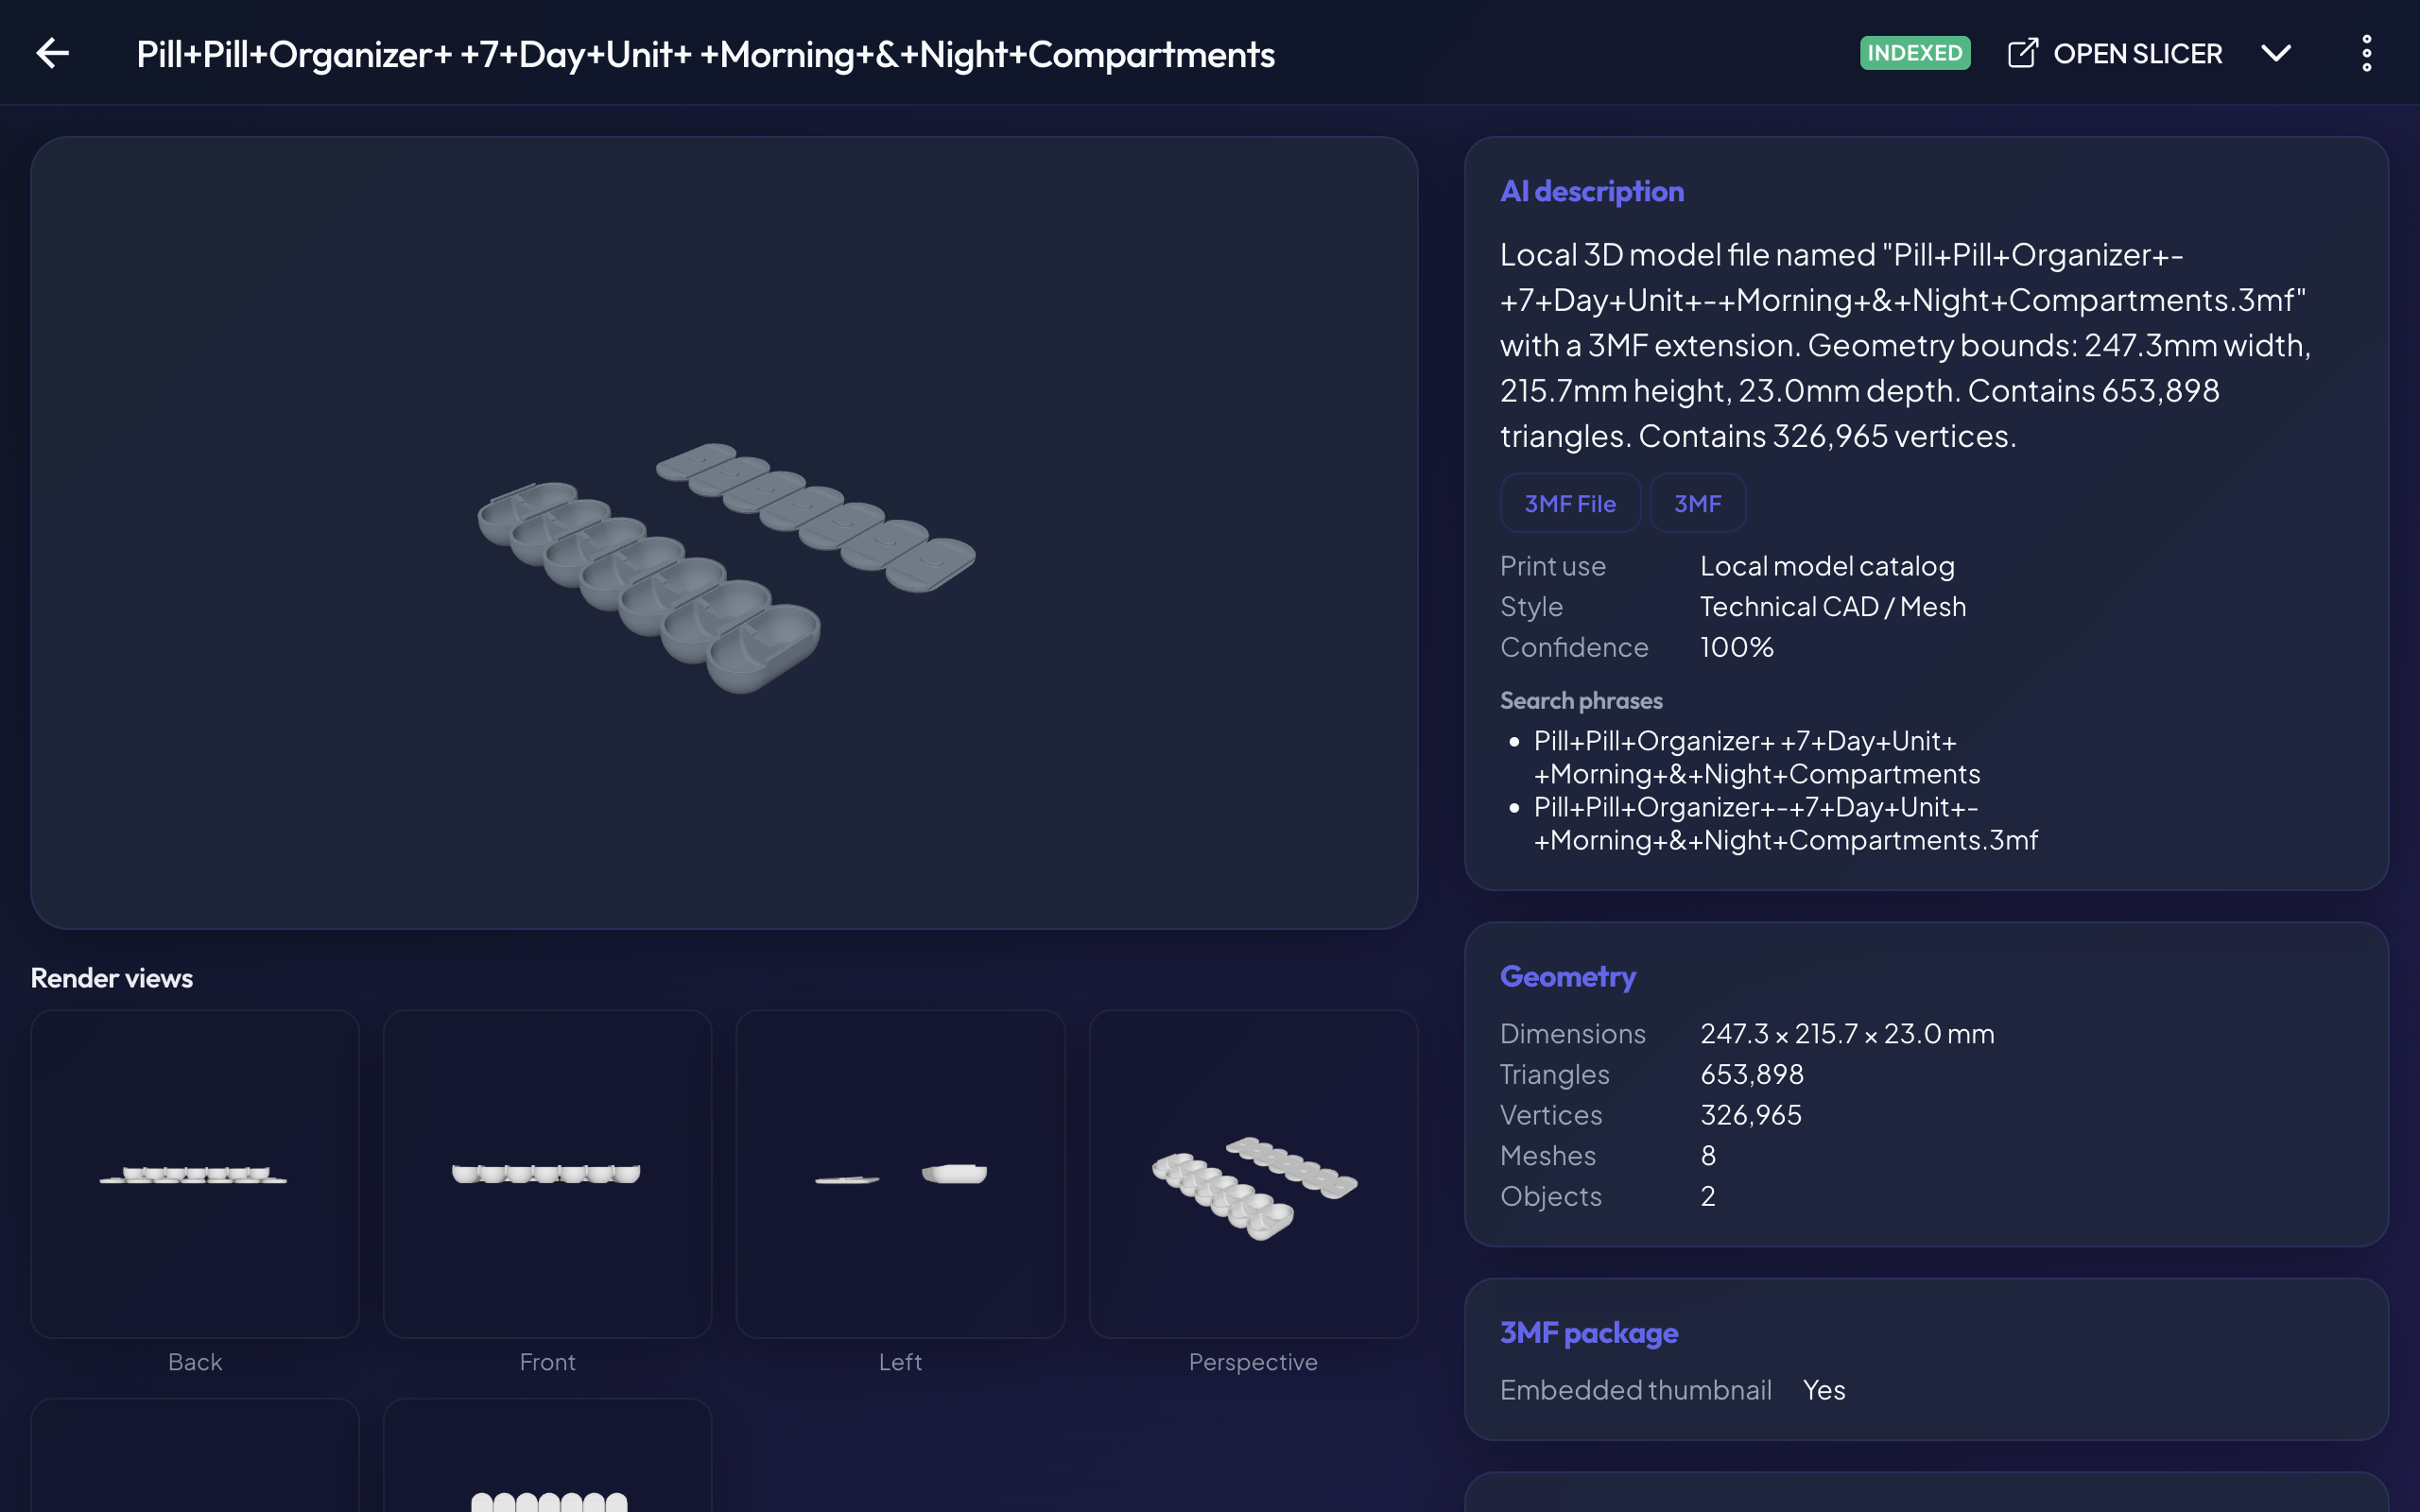 Pill+Pill+Organizer+ +7+Day+Unit+ +Morning+&+Night+Compartments
INDEXED
OPEN SLICER
AI description
Local 3D model file named "Pill+Pill+Organizer+-
+7+Day+Unit+-+Morning+&+Night+Compartments.3mf"
with a 3MF extension. Geometry bounds: 247.3mm width,
215.7mm height, 23.0mm depth. Contains 653,898
triangles. Contains 326,965 vertices.
3MF File
3MF
Print use Local model catalog
Style Technical CAD / Mesh
Confidence 100%
Search phrases
Pill+Pill+Organizer+ +7+Day+Unit+
+Morning+&+Night+Compartments
Pill+Pill+Organizer+-+7+Day+Unit+-
+Morning+&+Night+Compartments.3mf
Render views
Back
Front
Left
Perspective
Geometry
Dimensions 247.3 × 215.7 × 23.0 mm
Triangles 653,898
Vertices 326,965
Meshes 8
Objects 2
3MF package
Embedded thumbnail Yes